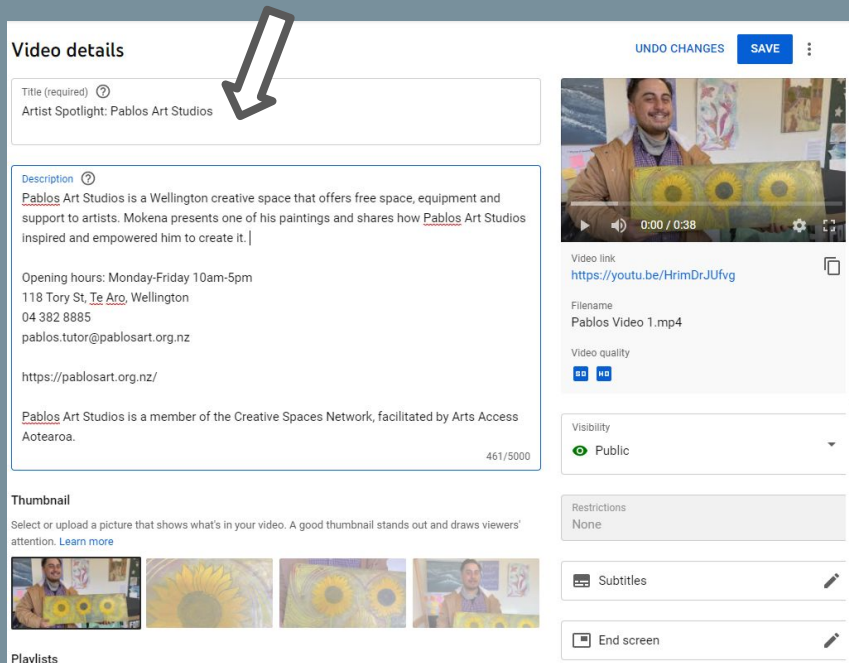 Video details
UNDO CHANGES
SAVE
Title (required)
Artist Spotlight: Pablos Art Studios
Description
Pablos Art Studios is a Wellington creative space that offers free space, equipment and
support to artists. Mokena presents one of his paintings and shares how Pablos Art Studios
inspired and empowered him to create it.
Opening hours: Monday-Friday 10am-5pm
118 Tory St, Te Aro, Wellington
04 382 8885
pablos.tutor@pablosart.org.nz
https://pablosart.org.nz/
Pablos Art Studios is a member of the Creative Spaces Network, facilitated by Arts Access
Aotearoa.
461/5000
Thumbnail
Select or upload a picture that shows what's in your video. A good thumbnail stands out and draws viewers'
attention. Learn more
Playlists
0:00 / 0:38
Video link
https://youtu.be/HrimDrJUfvg
Filename
Pablos Video 1.mp4
Video quality
SD HD
Visibility
Public
Restrictions
None
Subtitles
End screen